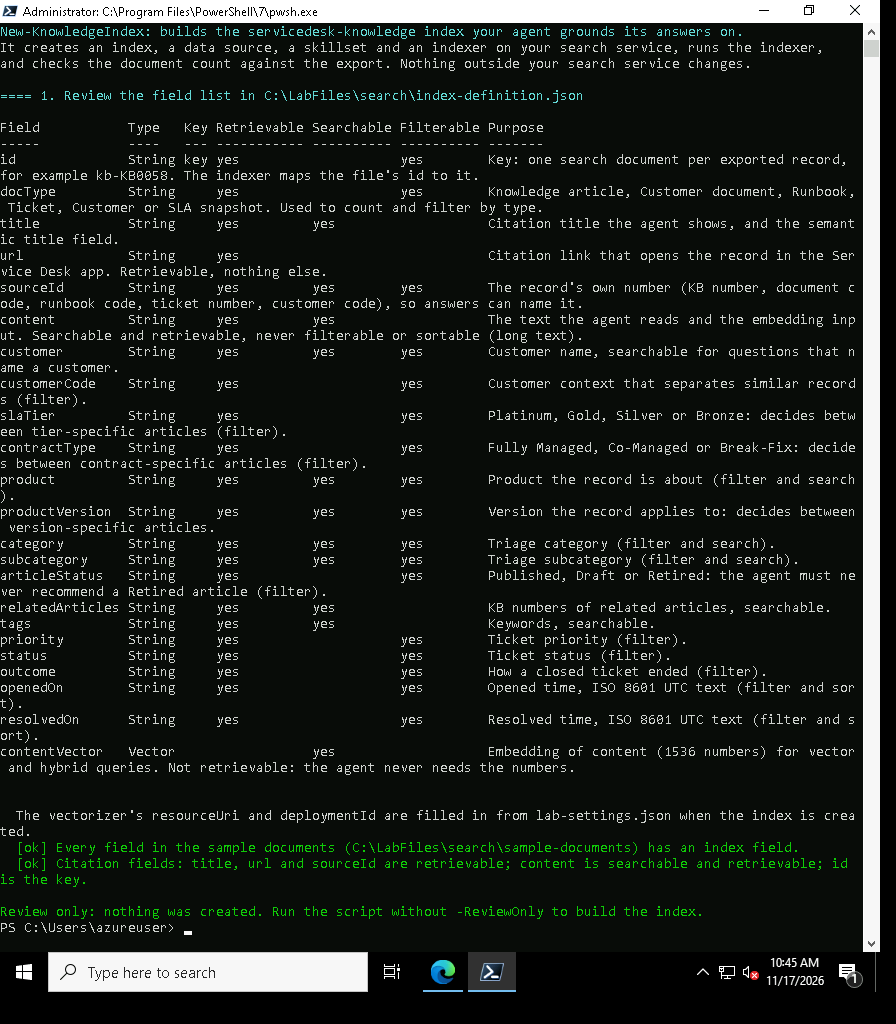 Administrator: C:\Program Files\PowerShell\7\pwsh.exe
New-KnowledgeIndex: builds the servicedesk-knowledge index your agent grounds its answers on.
It creates an index, a data source, a skillset and an indexer on your search service, runs the indexer,
and checks the document count against the export. Nothing outside your search service changes.
==== 1. Review the field list in C:\LabFiles\search\index-definition.json
Field Type Key Retrievable Searchable Filterable Purpose
----- ---- --- ----------- ---------- ---------- -------
id String key yes yes Key: one search document per exported record,
for example kb-KB0058. The indexer maps the file's id to it.
docType String yes yes Knowledge article, Customer document, Runbook,
Ticket, Customer or SLA snapshot. Used to count and filter by type.
title String yes yes Citation title the agent shows, and the semant
ic title field.
url String yes Citation link that opens the record in the Ser
vice Desk app. Retrievable, nothing else.
sourceId String yes yes yes The record's own number (KB number, document c
ode, runbook code, ticket number, customer code), so answers can name it.
content String yes yes The text the agent reads and the embedding inp
ut. Searchable and retrievable, never filterable or sortable (long text).
customer String yes yes yes Customer name, searchable for questions that n
ame a customer.
customerCode String yes yes Customer context that separates similar record
s (filter).
slaTier String yes yes Platinum, Gold, Silver or Bronze: decides betw
een tier-specific articles (filter).
contractType String yes yes Fully Managed, Co-Managed or Break-Fix: decide
s between contract-specific articles (filter).
product String yes yes yes Product the record is about (filter and search
).
productVersion String yes yes yes Version the record applies to: decides between
version-specific articles.
category String yes yes yes Triage category (filter and search).
subcategory String yes yes yes Triage subcategory (filter and search).
articleStatus String yes yes Published, Draft or Retired: the agent must ne
ver recommend a Retired article (filter).
relatedArticles String yes yes KB numbers of related articles, searchable.
tags String yes yes Keywords, searchable.
priority String yes yes Ticket priority (filter).
status String yes yes Ticket status (filter).
outcome String yes yes How a closed ticket ended (filter).
openedOn String yes yes Opened time, ISO 8601 UTC text (filter and sor
t).
resolvedOn String yes yes Resolved time, ISO 8601 UTC text (filter and s
ort).
contentVector Vector yes Embedding of content (1536 numbers) for vector
and hybrid queries. Not retrievable: the agent never needs the numbers.
The vectorizer's resourceUri and deploymentId are filled in from lab-settings.json when the index is crea
ted.
[ok] Every field in the sample documents (C:\LabFiles\search\sample-documents) has an index field.
[ok] Citation fields: title, url and sourceId are retrievable; content is searchable and retrievable; id
is the key.
Review only: nothing was created. Run the script without -ReviewOnly to build the index.
PS C:\Users\azureuser>
Type here to search
10:45 AM
11/17/2026
1